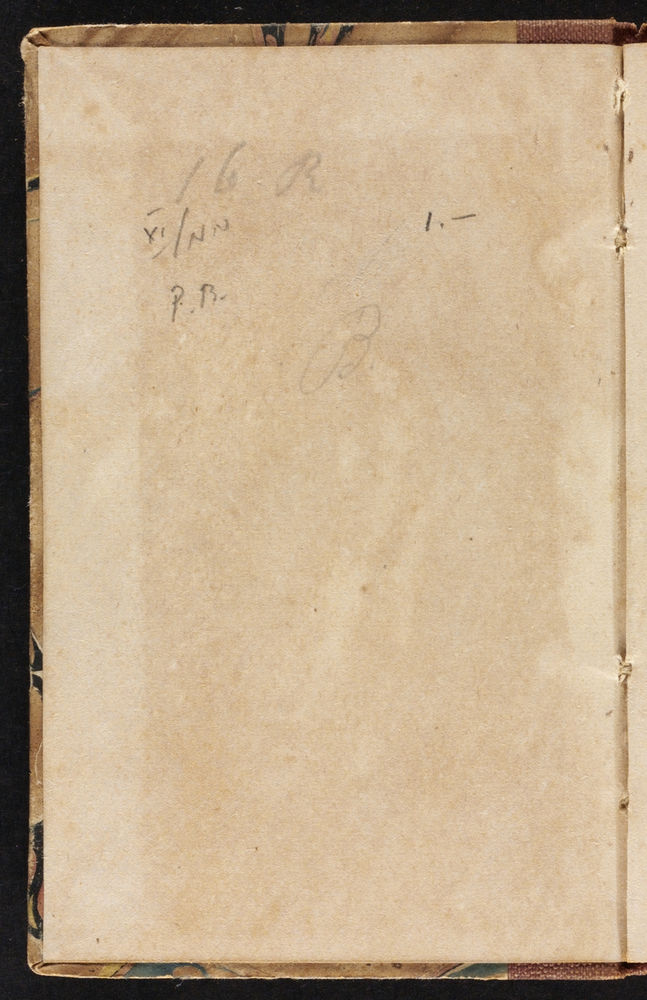 16 R
XI/NN 1.—
P.B.
B.